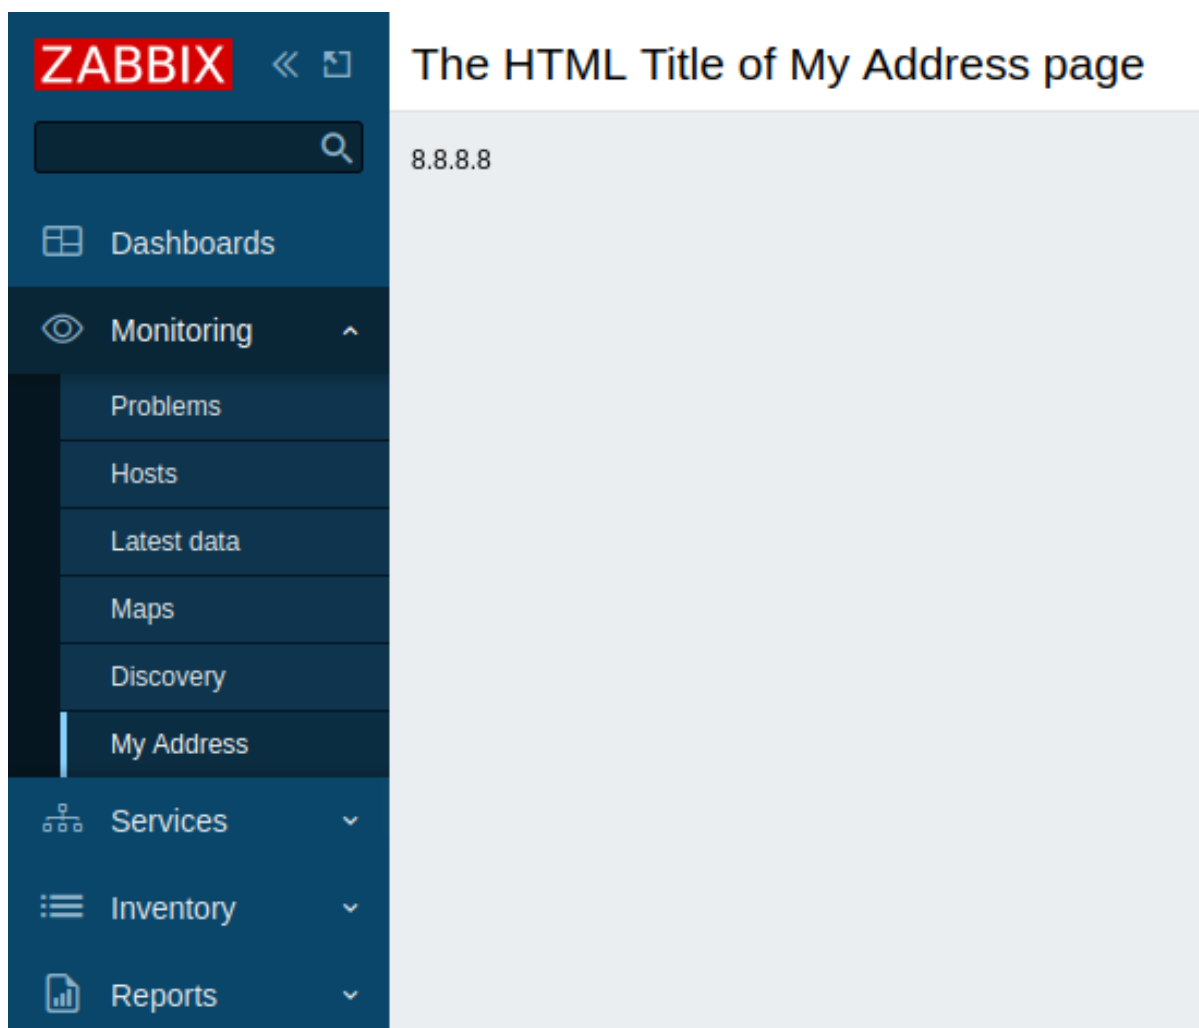 ZABBIX
The HTML Title of My Address page
8.8.8.8
Dashboards
Monitoring
Problems
Hosts
Latest data
Maps
Discovery
My Address
Services
Inventory
Reports